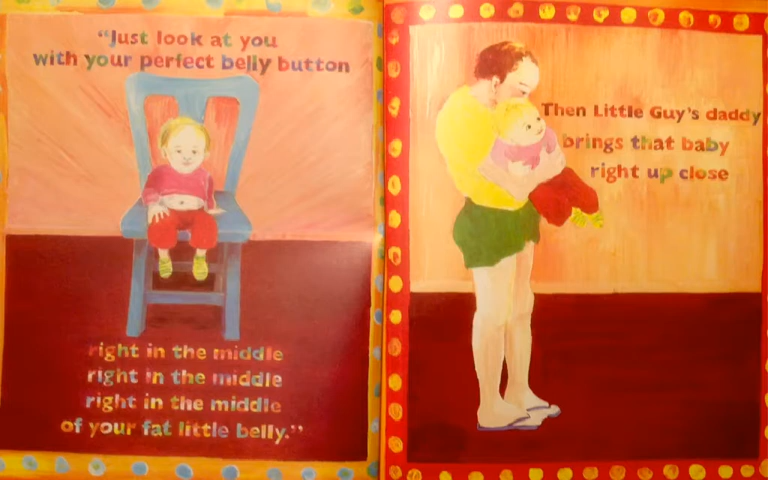 "Just look at you
with your perfect belly button
right in the middle
right in the middle
right in the middle
of your fat little belly."
Then Little Guy's daddy
brings that baby
right up close